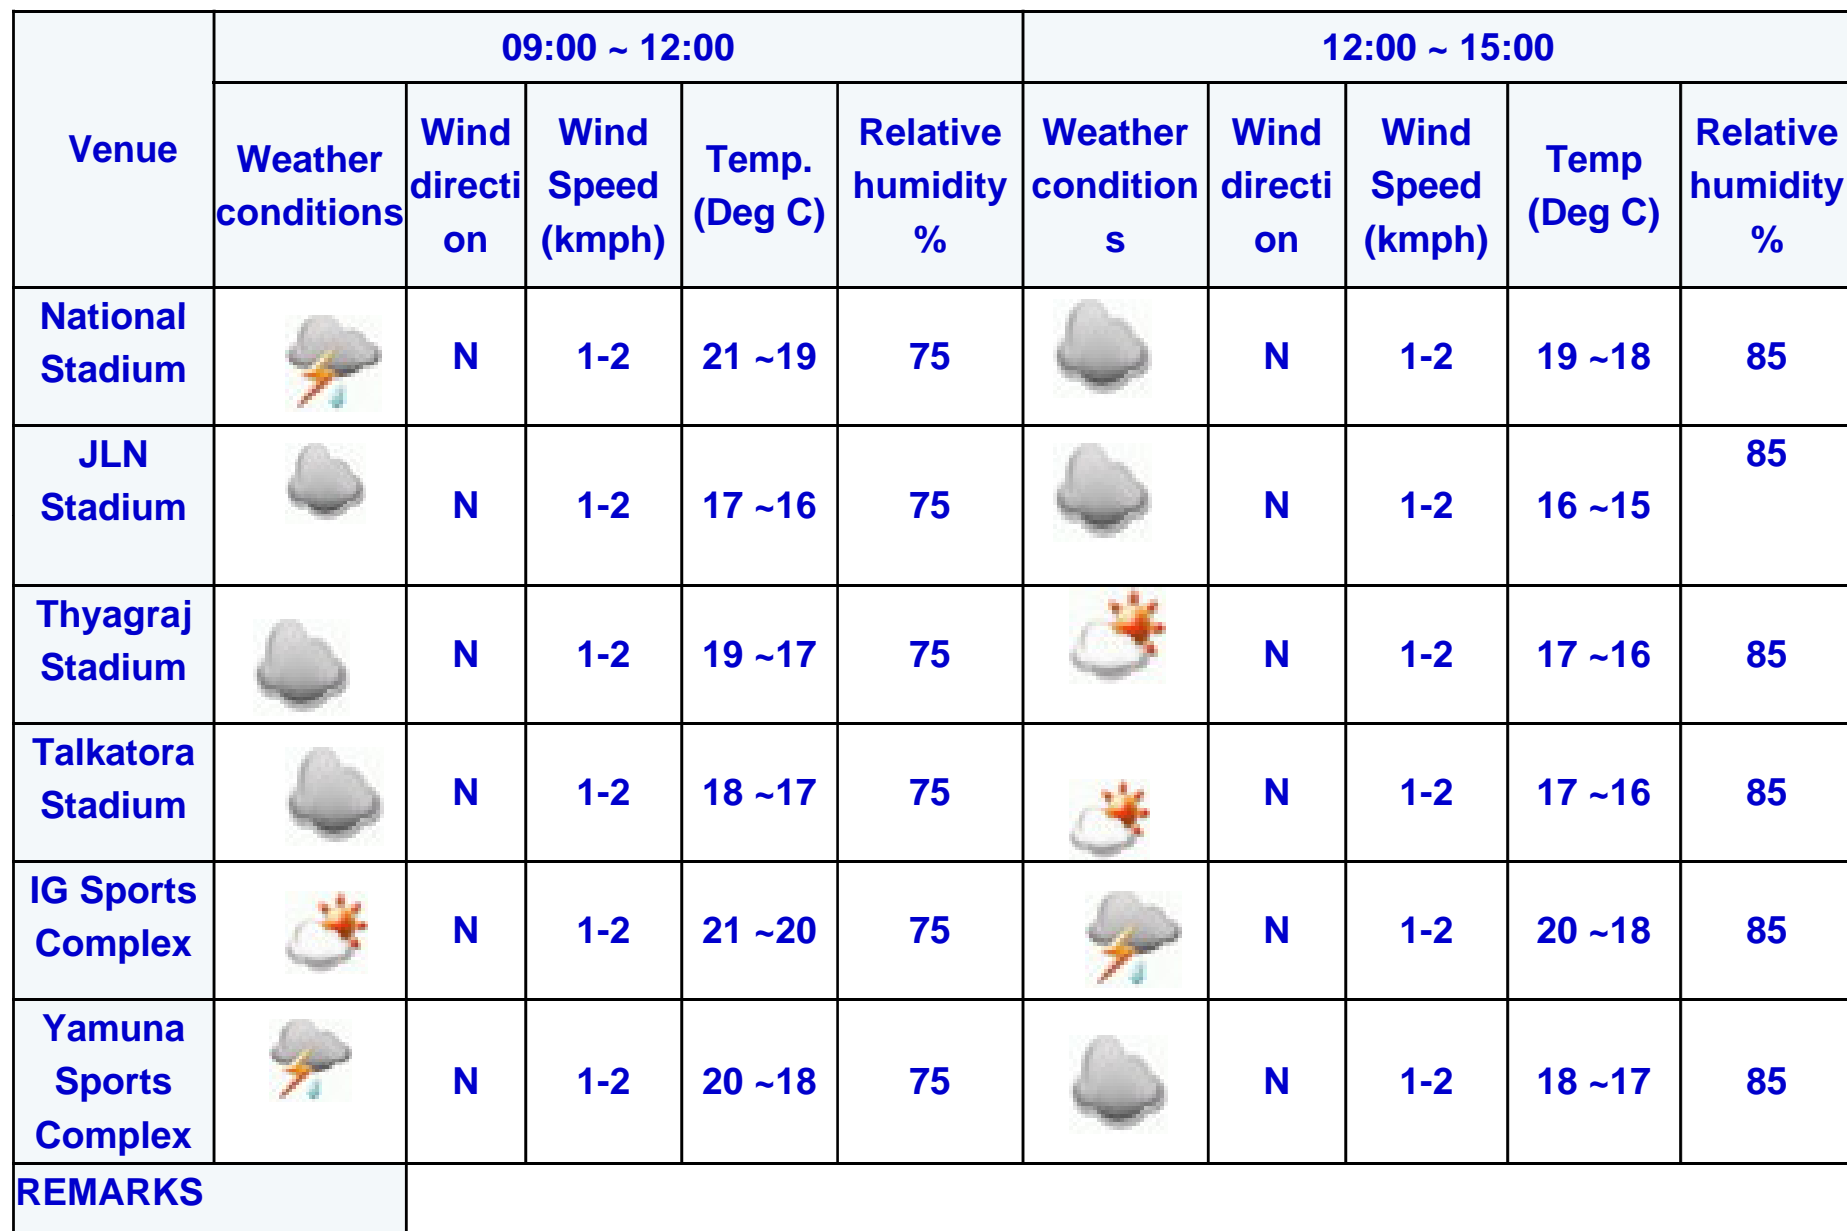 09:00 ~ 12:00 12:00 ~ 15:00
Venue
Weather
conditions
Wind
directi
on
Wind
Speed
(kmph)
Temp.
(Deg C)
Relative
humidity
%
Weather
condition
s
Wind
directi
on
Wind
Speed
(kmph)
Temp
(Deg C)
Relative
humidity
%
National
Stadium
N 1-2 21 ~19 75 N 1-2 19 ~18 85
JLN
Stadium
N 1-2 17 ~16 75 N 1-2 16 ~15 85
Thyagraj
Stadium
N 1-2 19 ~17 75 N 1-2 17 ~16 85
Talkatora
Stadium
N 1-2 18 ~17 75 N 1-2 17 ~16 85
IG Sports
Complex
N 1-2 21 ~20 75 N 1-2 20 ~18 85
Yamuna
Sports
Complex
N 1-2 20 ~18 75 N 1-2 18 ~17 85
REMARKS